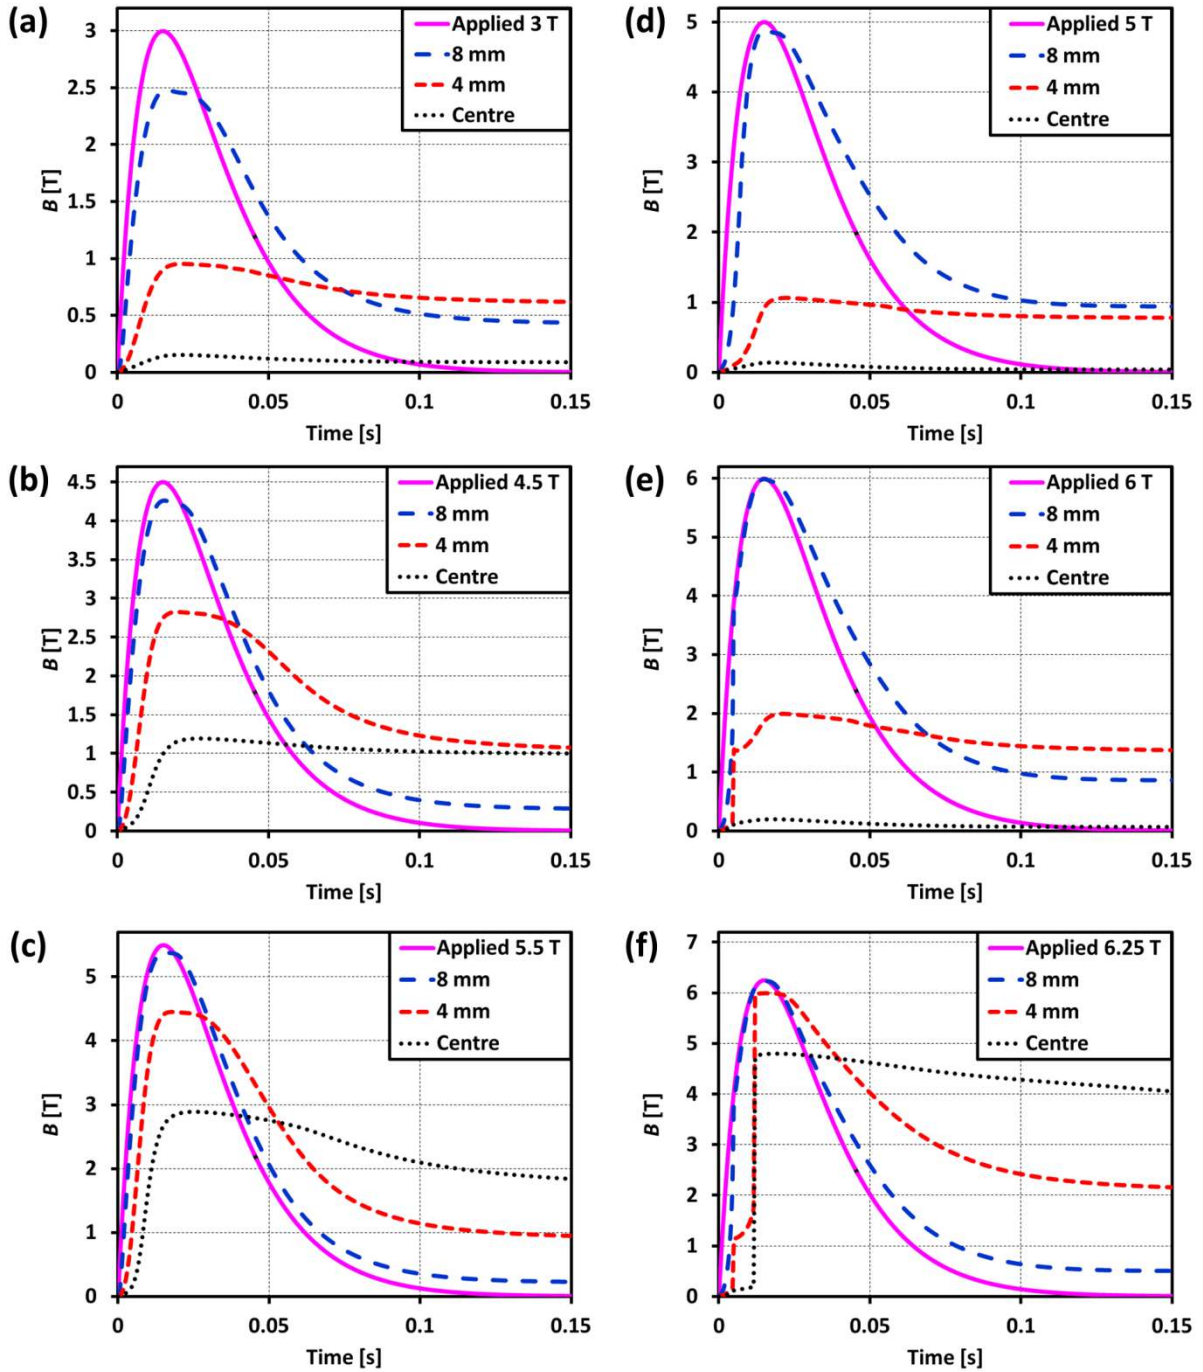 (a)
Applied 3 T
8 mm
4 mm
Centre
B [T]
3
2.5
2
1.5
1
0.5
0
0 0.05 0.1 0.15
Time [s]
(d)
Applied 5 T
8 mm
4 mm
Centre
B [T]
5
4
3
2
1
0
0 0.05 0.1 0.15
Time [s]
(b)
Applied 4.5 T
8 mm
4 mm
Centre
B [T]
4.5
4
3.5
3
2.5
2
1.5
1
0.5
0
0 0.05 0.1 0.15
Time [s]
(e)
Applied 6 T
8 mm
4 mm
Centre
B [T]
6
5
4
3
2
1
0
0 0.05 0.1 0.15
Time [s]
(c)
Applied 5.5 T
8 mm
4 mm
Centre
B [T]
5
4
3
2
1
0
0 0.05 0.1 0.15
Time [s]
(f)
Applied 6.25 T
8 mm
4 mm
Centre
B [T]
7
6
5
4
3
2
1
0
0 0.05 0.1 0.15
Time [s]